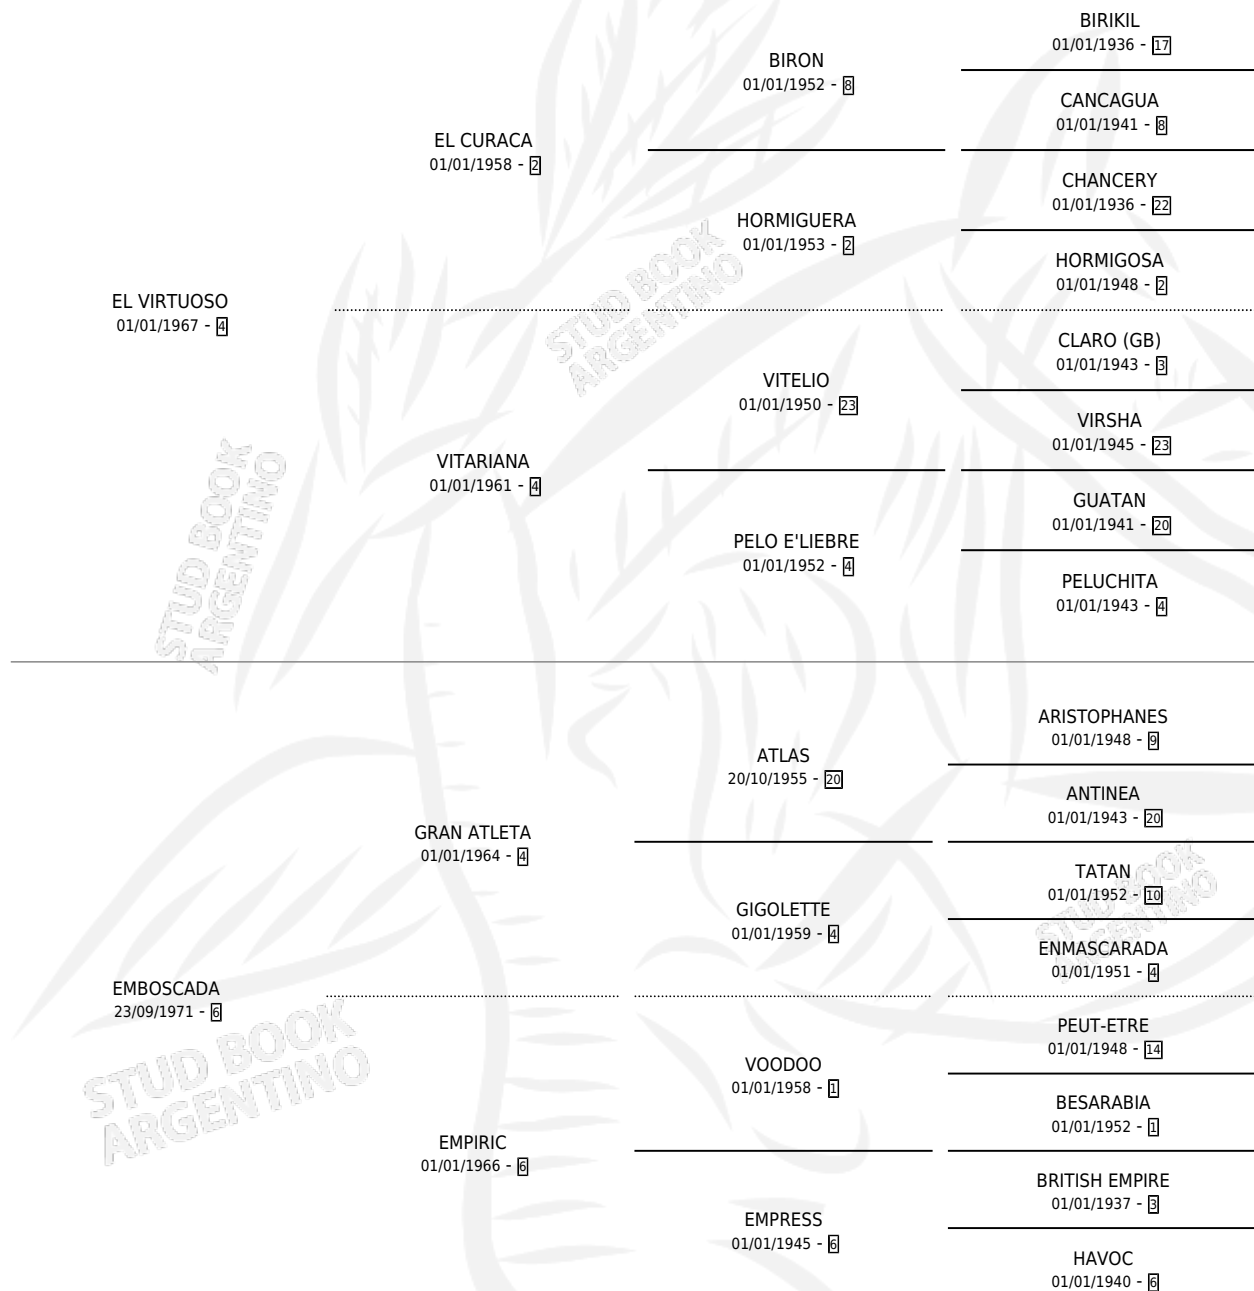 BIRIKIL
01/01/1936 - 17
BIRON
01/01/1952 - 8
CANCAGUA
01/01/1941 - 8
EL CURACA
01/01/1958 - 2
CHANCERY
01/01/1936 - 22
HORMIGUERA
01/01/1953 - 2
HORMIGOSA
01/01/1948 - 2
EL VIRTUOSO
01/01/1967 - 4
STUD BOOK
ARGENTINO
CLARO (GB)
01/01/1943 - 3
VITELIO
01/01/1950 - 23
VIRSHA
01/01/1945 - 23
VITARIANA
01/01/1961 - 4
STUD BOOK
ARGENTINO
GUATAN
01/01/1941 - 20
PELO E'LIEBRE
01/01/1952 - 4
PELUCHITA
01/01/1943 - 4
ARISTOPHANES
01/01/1948 - 9
ATLAS
20/10/1955 - 20
ANTINEA
01/01/1943 - 20
GRAN ATLETA
01/01/1964 - 4
TATAN
01/01/1952 - 10
STUD BOOK
ARGENTINO
GIGOLETTE
01/01/1959 - 4
ENMASCARADA
01/01/1951 - 4
EMBOSCADA
23/09/1971 - 6
STUD BOOK
ARGENTINO
PEUT-ETRE
01/01/1948 - 14
VOODOO
01/01/1958 - 1
BESARABIA
01/01/1952 - 1
EMPIRIC
01/01/1966 - 6
BRITISH EMPIRE
01/01/1937 - 3
EMPRESS
01/01/1945 - 6
HAVOC
01/01/1940 - 6